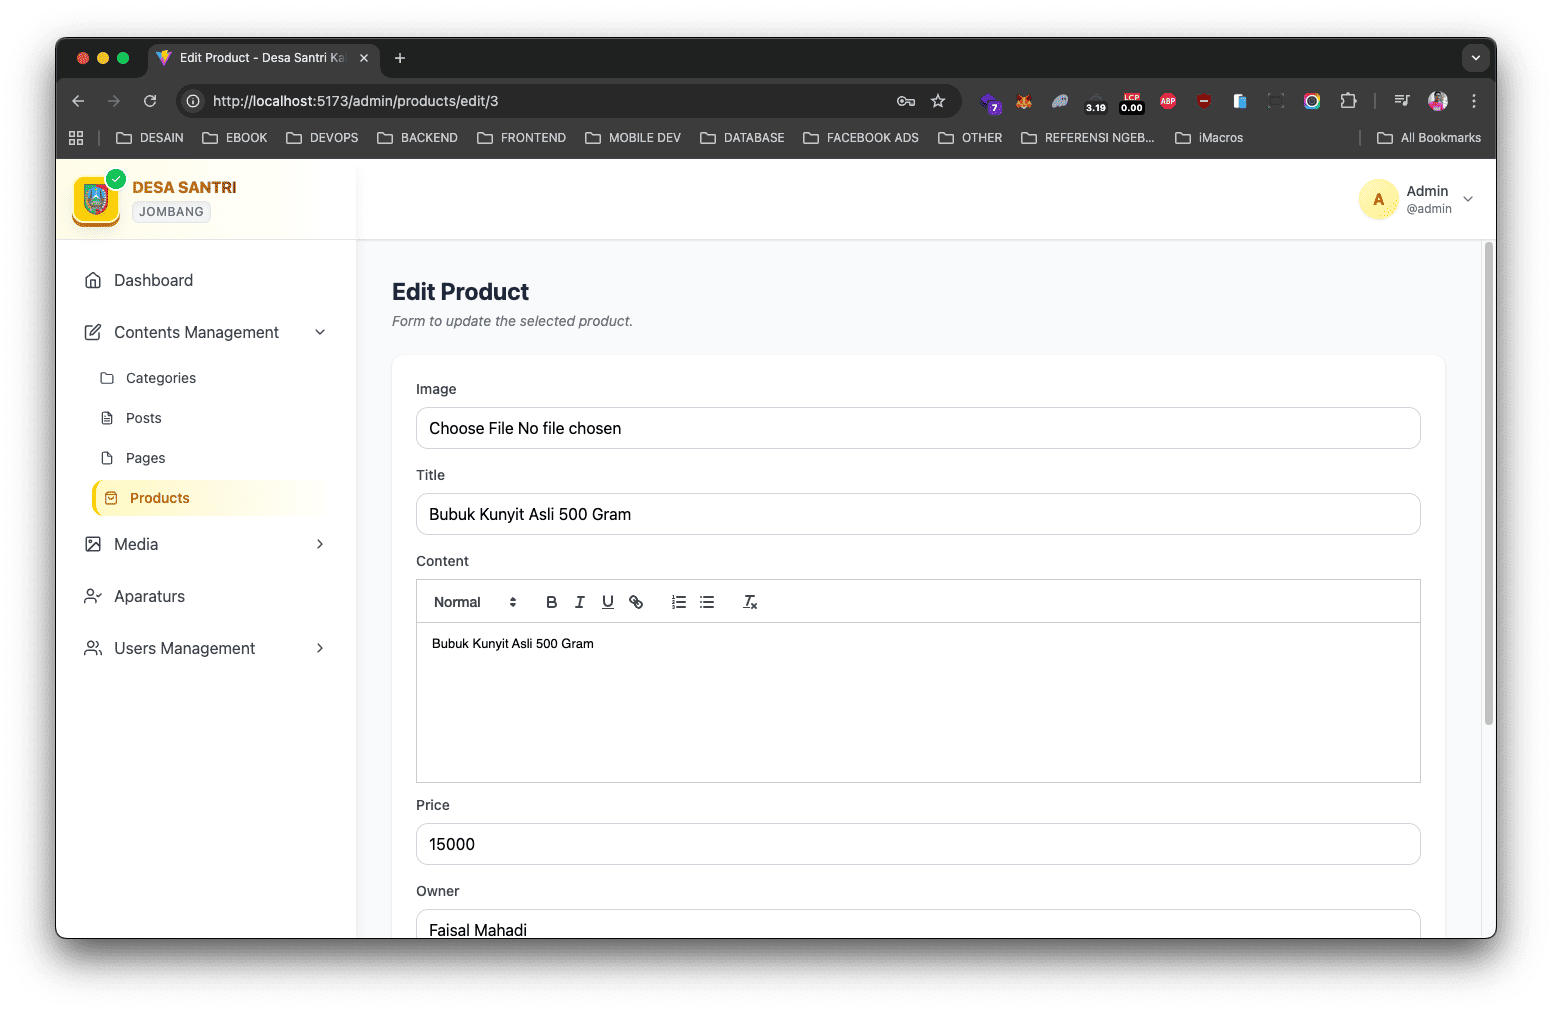 Edit Product - Desa Santri Ka
http://localhost:5173/admin/products/edit/3
7
3.19
LCP
0.00
ABP
DESAIN
EBOOK
DEVOPS
BACKEND
FRONTEND
MOBILE DEV
DATABASE
FACEBOOK ADS
OTHER
REFERENSI NGEB...
iMacros
All Bookmarks
DESA SANTRI
JOMBANG
A
Admin
@admin
Dashboard
Contents Management
Categories
Posts
Pages
Products
Media
Aparaturs
Users Management
Edit Product
Form to update the selected product.
Image
Choose File No file chosen
Title
Bubuk Kunyit Asli 500 Gram
Content
Normal
Bubuk Kunyit Asli 500 Gram
Price
15000
Owner
Faisal Mahadi